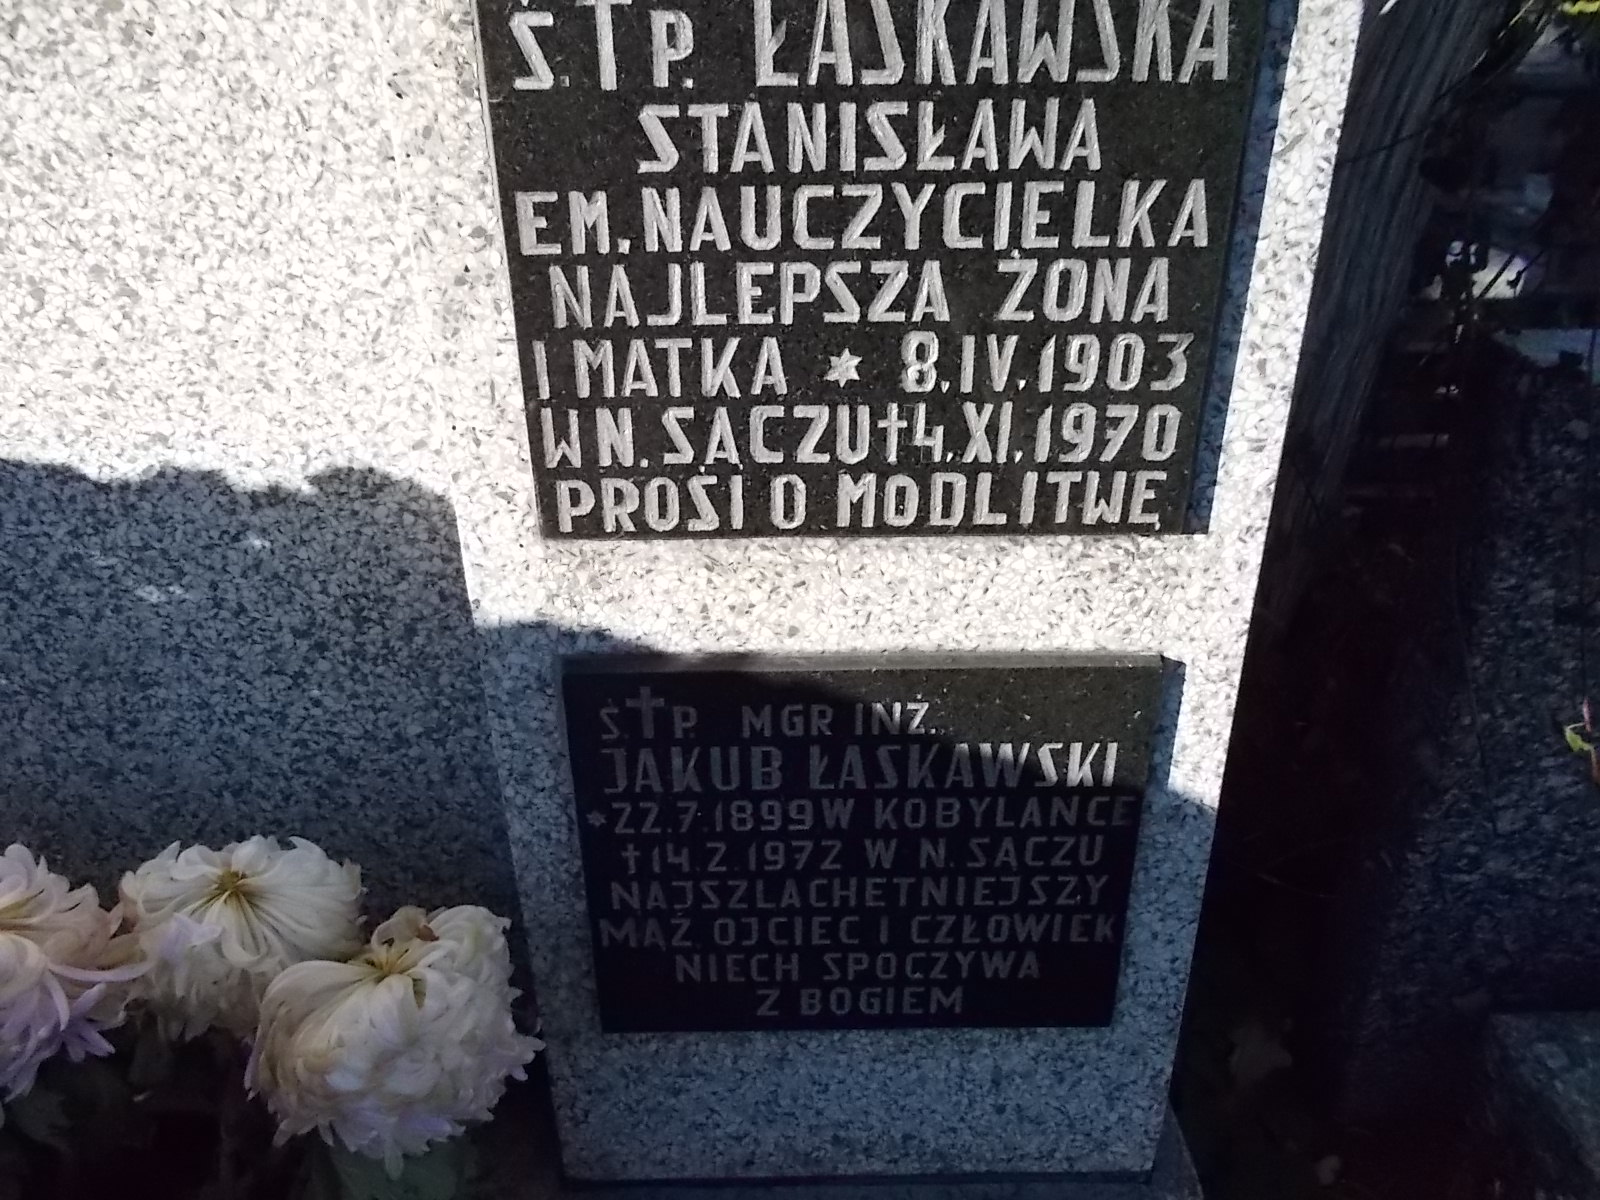 Ś.†P. ŁASKAWSKA
STANISŁAWA
EM. NAUCZYCIELKA
NAJLEPSZA ŻONA
I MATKA * 8.IV.1903
W N. SĄCZU † 4.XI.1970
PROSI O MODLITWĘ
Ś.†P. MGR INŻ.
JAKUB ŁASKAWSKI
*22.7.1899 W KOBYLANCE
†14.2.1972 W N. SĄCZU
NAJSZLACHETNIEJSZY
MĄŻ, OJCIEC I CZŁOWIEK
NIECH SPOCZYWA
Z BOGIEM